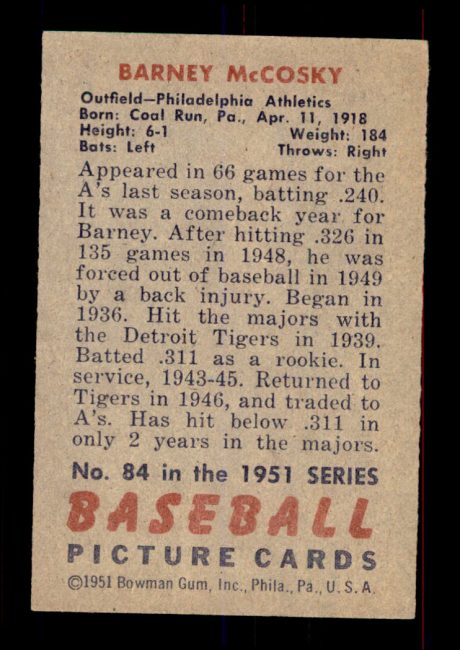 BARNEY McCOSKY
Outfield—Philadelphia Athletics
Born: Coal Run, Pa., Apr. 11, 1918
Height: 6-1 Weight: 184
Bats: Left Throws: Right
Appeared in 66 games for the
A's last season, batting .240.
It was a comeback year for
Barney. After hitting .326 in
135 games in 1948, he was
forced out of baseball in 1949
by a back injury. Began in
1936. Hit the majors with
the Detroit Tigers in 1939.
Batted .311 as a rookie. In
service, 1943-45. Returned to
Tigers in 1946, and traded to
A's. Has hit below .311 in
only 2 years in the majors.
No. 84 in the 1951 SERIES
BASEBALL
PICTURE CARDS
©1951 Bowman Gum, Inc., Phila., Pa., U. S. A.